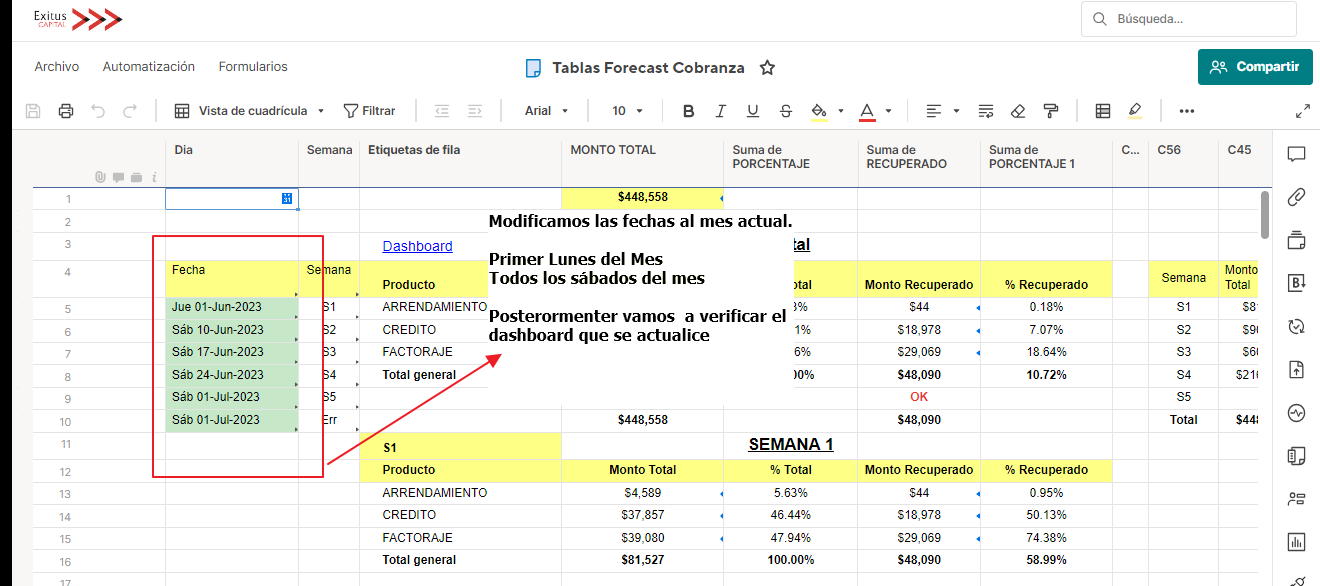 Exitus
CAPITAL
Búsqueda...
Archivo Automatización Formularios
Tablas Forecast Cobranza
Compartir
Vista de cuadrícula Filtrar Arial 10 B I U S A
Dia Semana Etiquetas de fila MONTO TOTAL Suma de PORCENTAJE Suma de RECUPERADO Suma de PORCENTAJE 1 C... C56 C45
1 31 $448,558
2
Modificamos las fechas al mes actual.
3 Dashboard tal
Primer Lunes del Mes
Todos los sábados del mes
4 Fecha Semana Producto otal Monto Recuperado % Recuperado Semana Monto Total
Posterormenter vamos a verificar el
dashboard que se actualice
5 Jue 01-Jun-2023 S1 ARRENDAMIENTO 3% $44 0.18% S1 $8
6 Sáb 10-Jun-2023 S2 CREDITO 1% $18,978 7.07% S2 $90
7 Sáb 17-Jun-2023 S3 FACTORAJE 6% $29,069 18.64% S3 $60
8 Sáb 24-Jun-2023 S4 Total general 00% $48,090 10.72% S4 $216
9 Sáb 01-Jul-2023 S5 OK S5
10 Sáb 01-Jul-2023 Err $448,558 $48,090 Total $448
11 S1 SEMANA 1
12 Producto Monto Total % Total Monto Recuperado % Recuperado
13 ARRENDAMIENTO $4,589 5.63% $44 0.95%
14 CREDITO $37,857 46.44% $18,978 50.13%
15 FACTORAJE $39,080 47.94% $29,069 74.38%
16 Total general $81,527 100.00% $48,090 58.99%
17